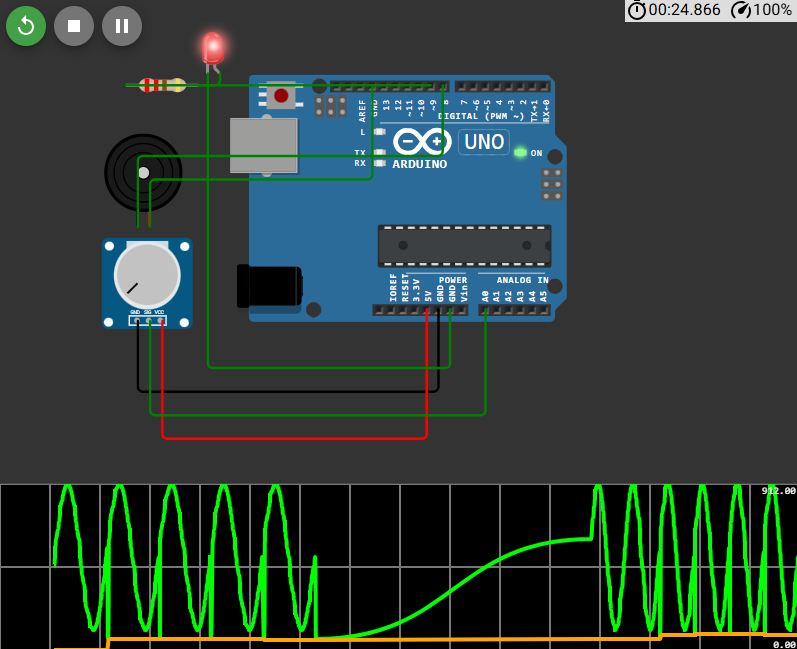 00:24.866 100%
AREF
GND
13
12
~11
~10
~9
8
7
~6
~5
4
~3
2
TX→1
RX←0
DIGITAL (PWM ~)
L
TX
RX
UNO
ON
ARDUINO
IOREF
RESET
3.3V
5V
GND
GND
Vin
POWER
ANALOG IN
A0
A1
A2
A3
A4
A5
GND SIG VCC
912.00
0.00